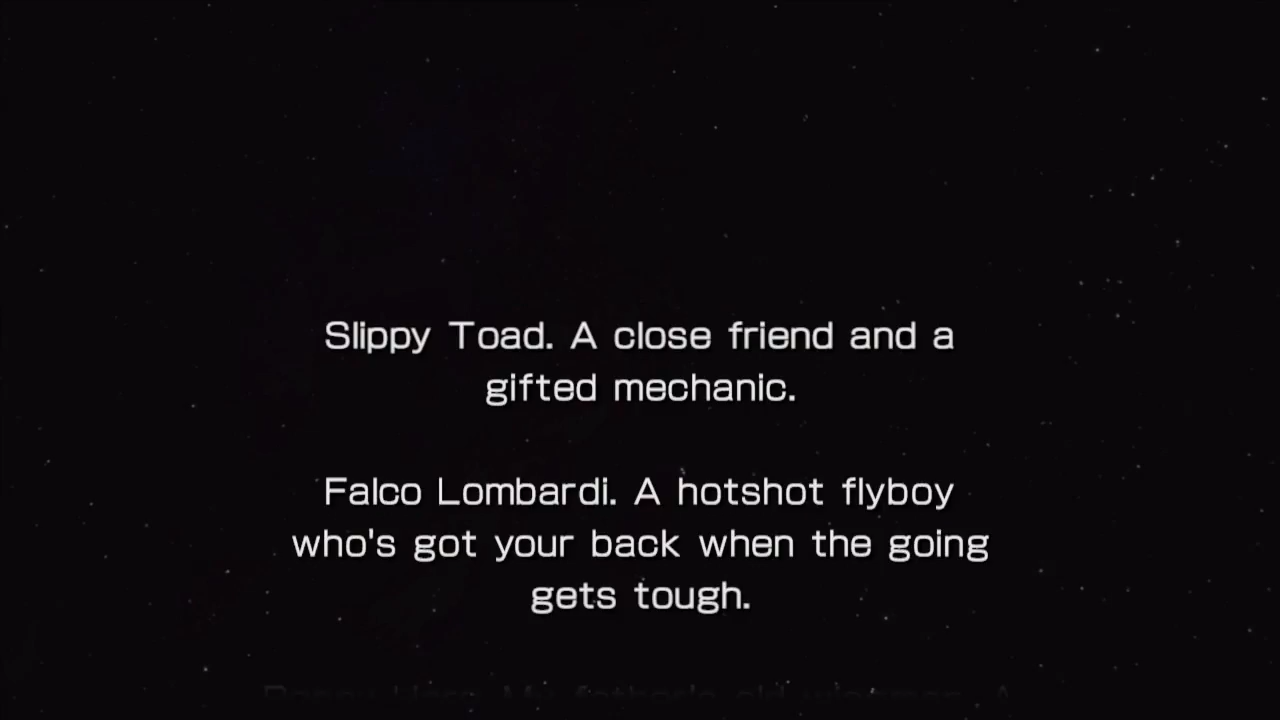 Slippy Toad. A close friend and a
gifted mechanic.
Falco Lombardi. A hotshot flyboy
who's got your back when the going
gets tough.